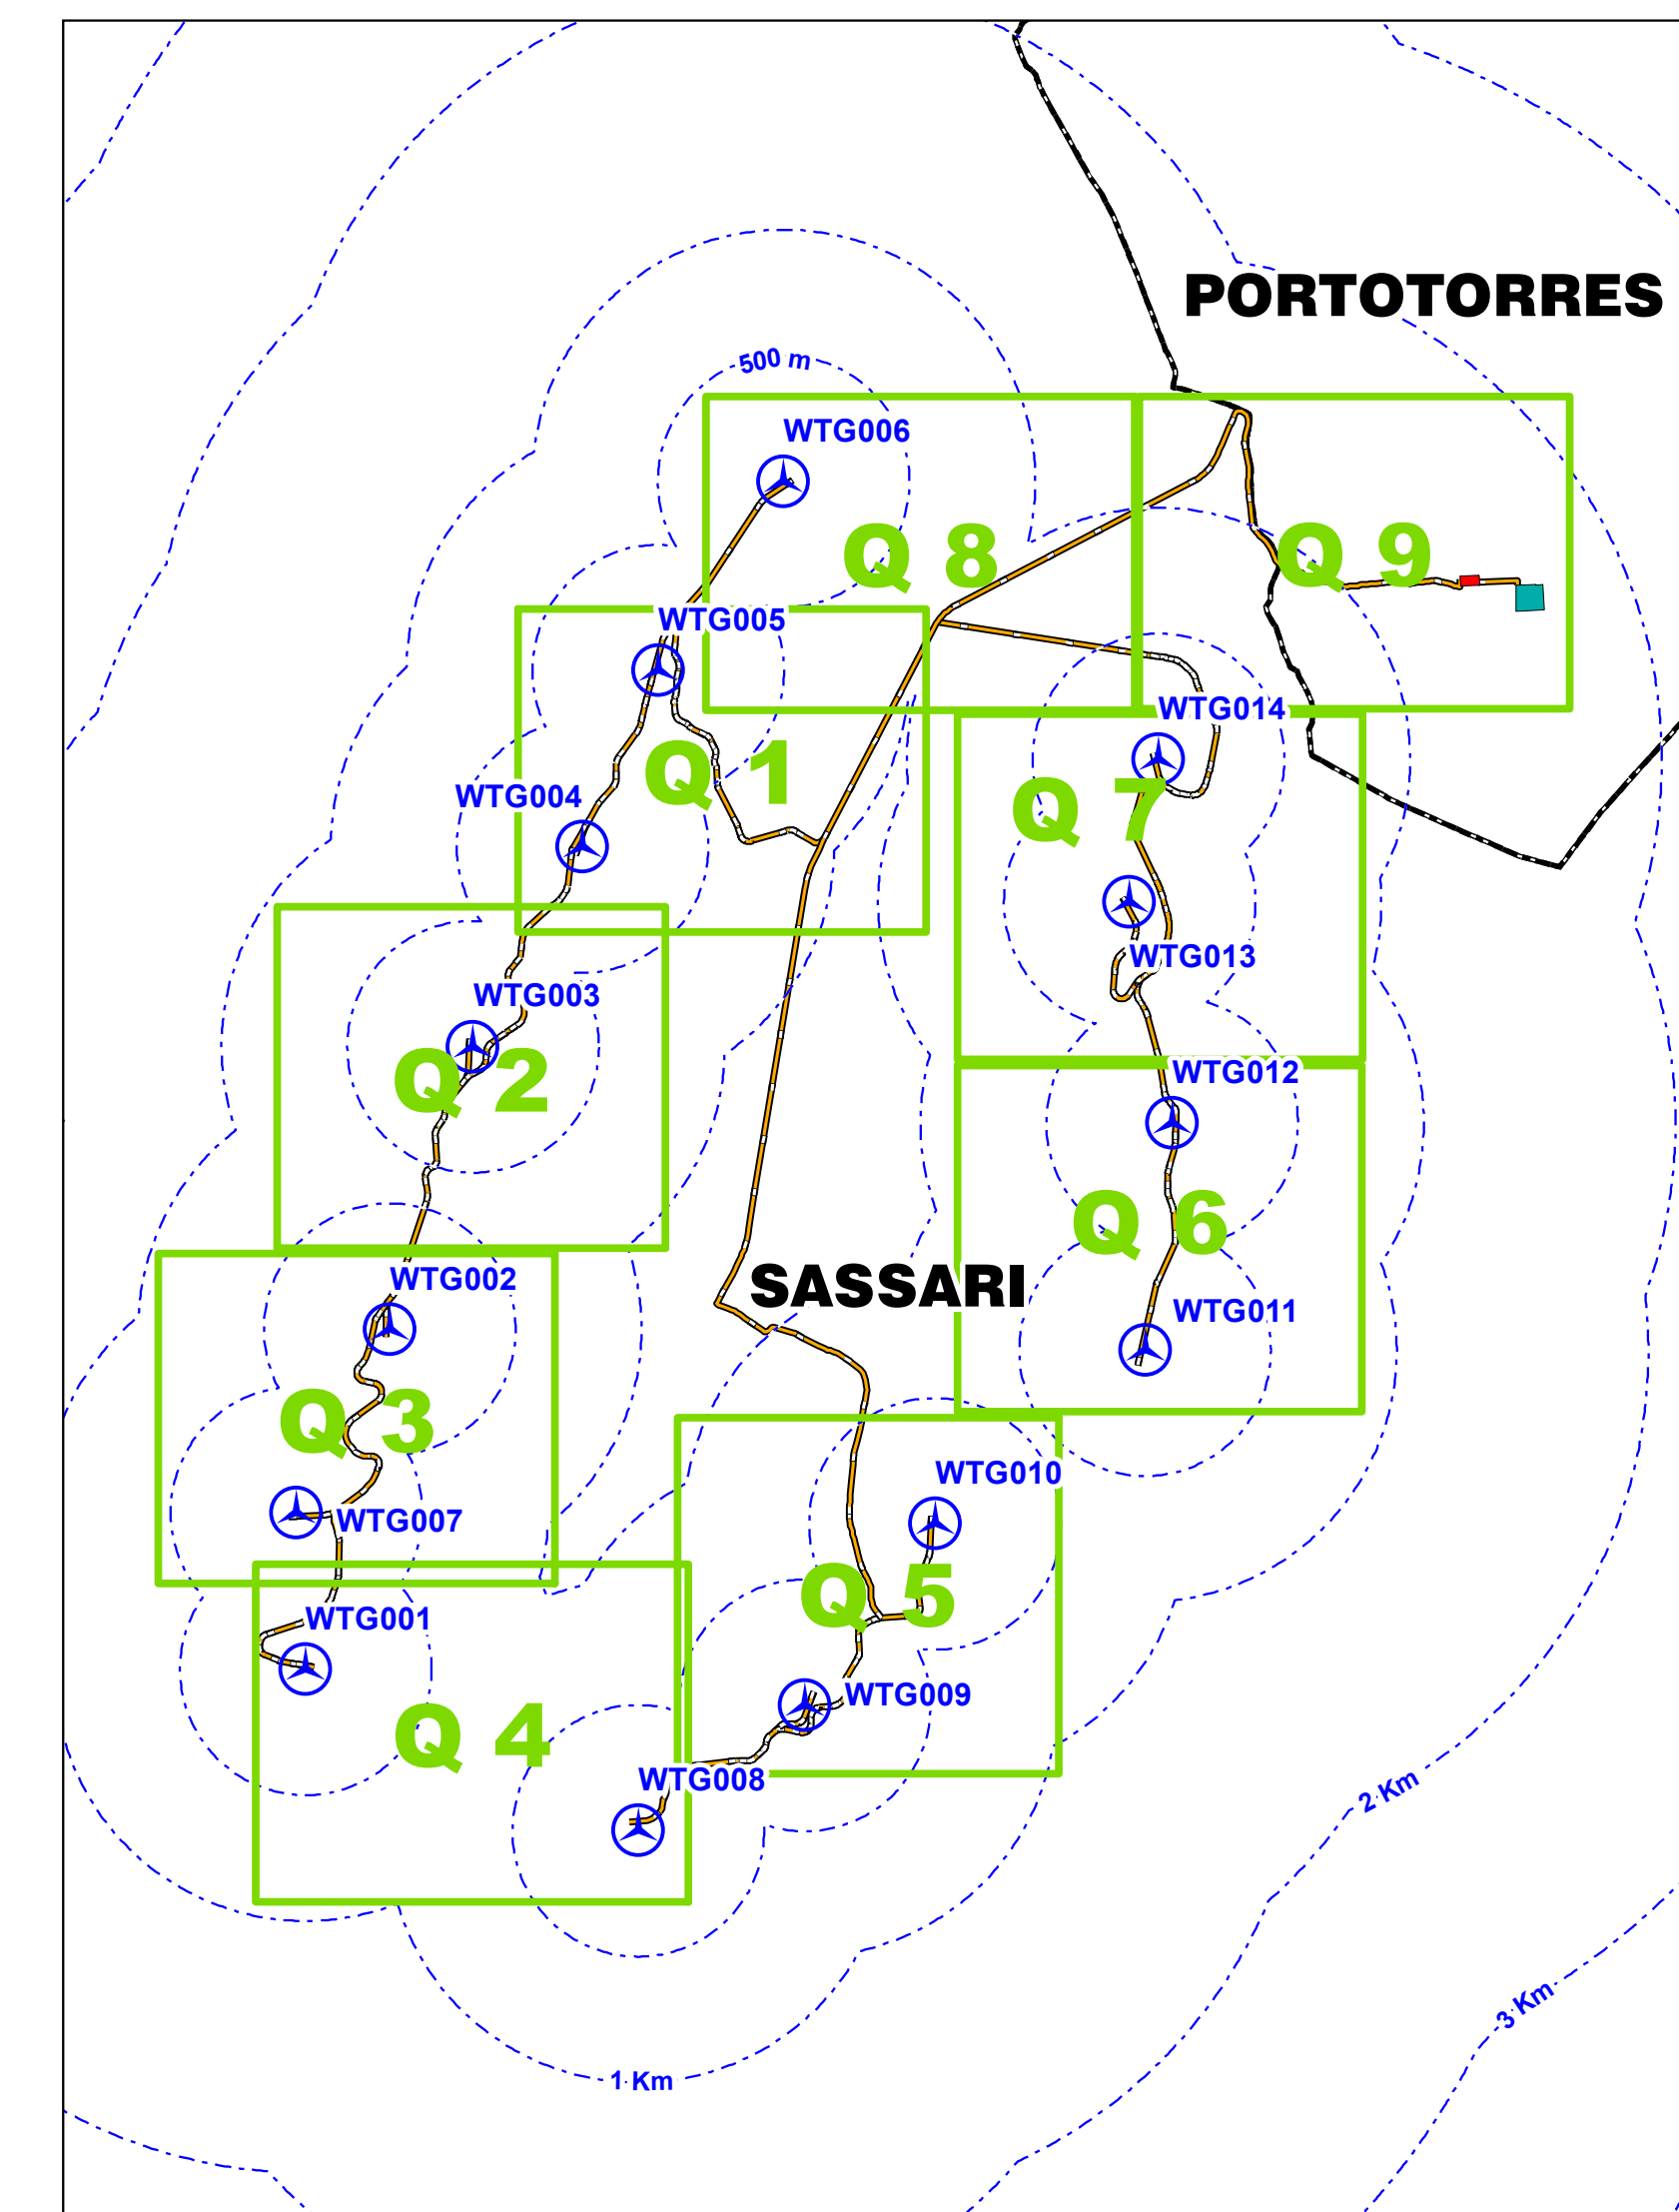 PORTOTORRES
500 m
WTG006
Q 8
Q 9
WTG005
WTG014
Q 1
WTG004
Q 7
WTG013
WTG003
Q 2
WTG012
Q 6
WTG002
SASSARI
WTG011
Q 3
WTG010
WTG007
Q 5
WTG001
WTG009
Q 4
WTG008
2 Km
3 Km
1 Km